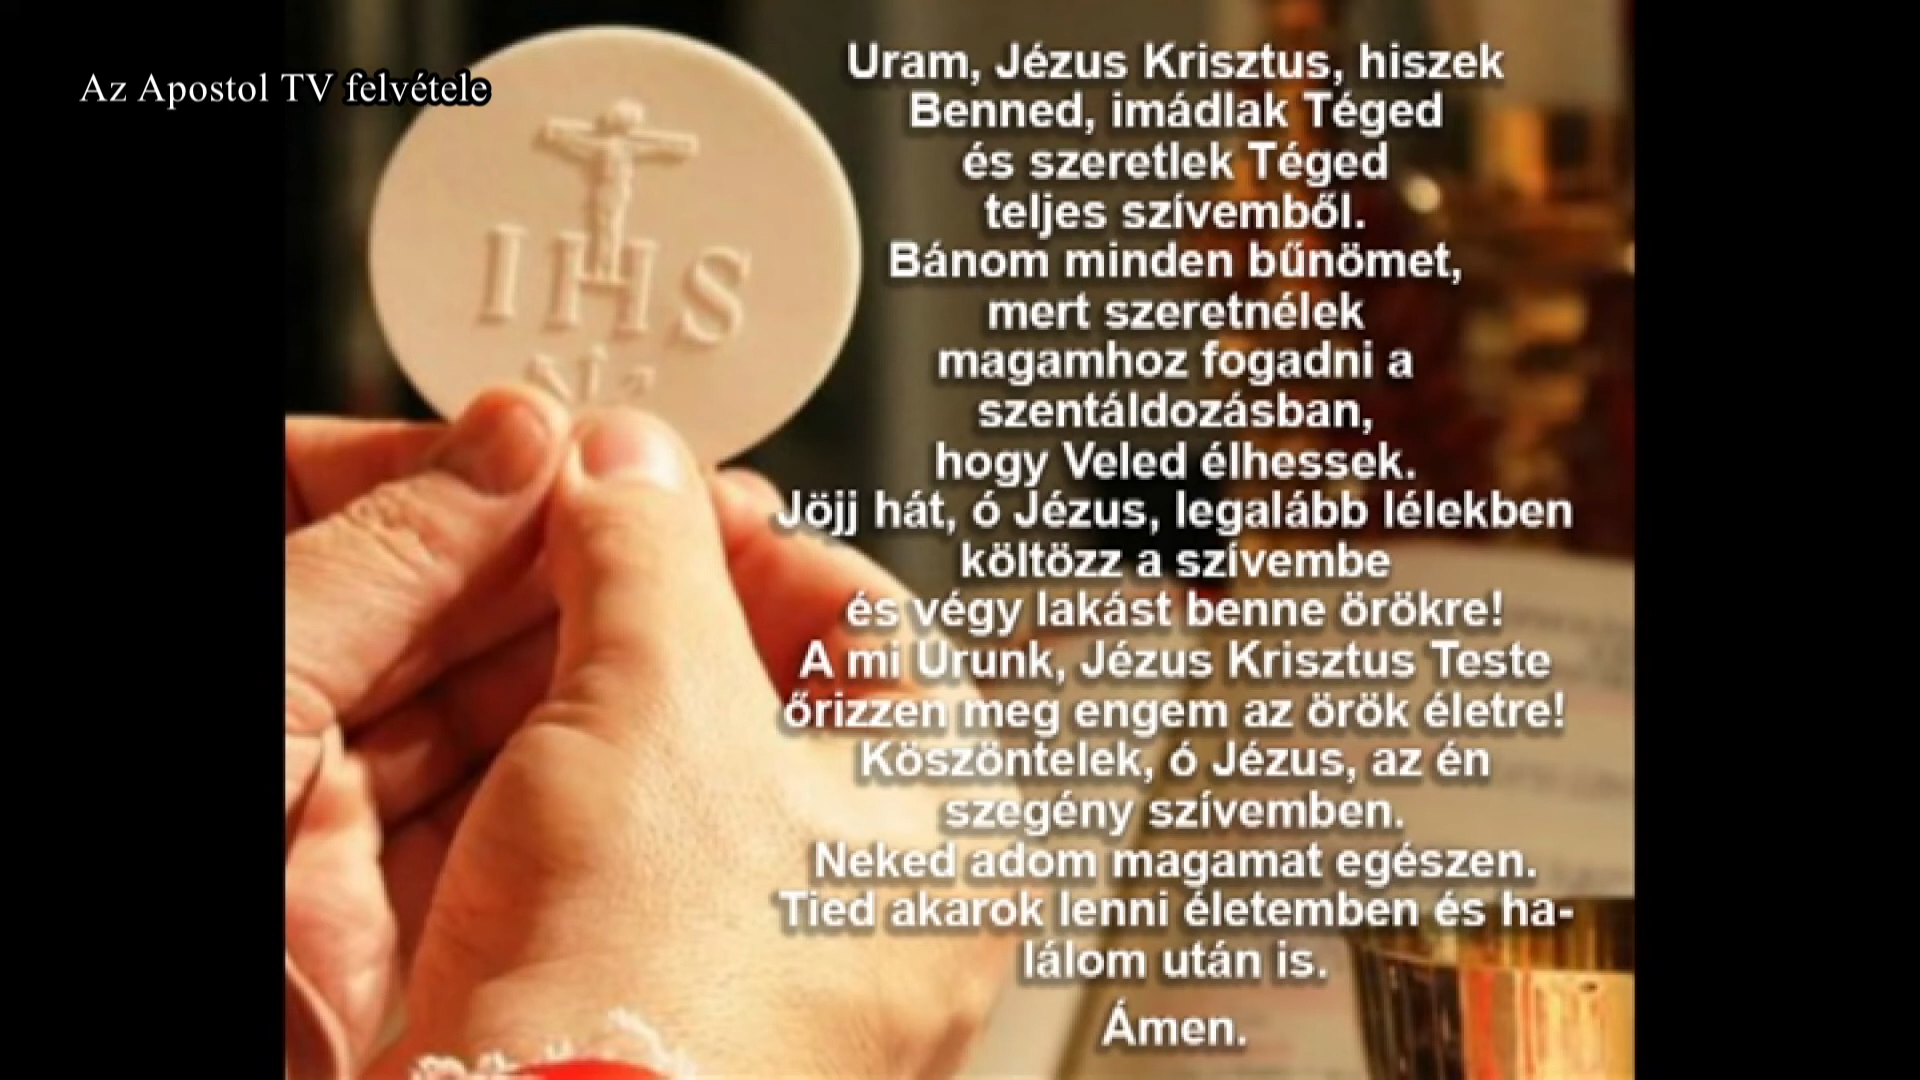 Az Apostol TV felvétele
Uram, Jézus Krisztus, hiszek
Benned, imádlak Téged
és szeretlek Téged
teljes szívemből.
Bánom minden bűnömet,
mert szeretnélek
magamhoz fogadni a
szentáldozásban,
hogy Veled élhessek.
Jöjj hát, ó Jézus, legalább lélekben
költözz a szívembe
és végy lakást benne örökre!
A mi Urunk, Jézus Krisztus Teste
őrizzen meg engem az örök életre!
Köszöntelek, ó Jézus, az én
szegény szívemben.
Neked adom magamat egészen.
Tied akarok lenni életemben és ha-
lálom után is.
Ámen.
IHS